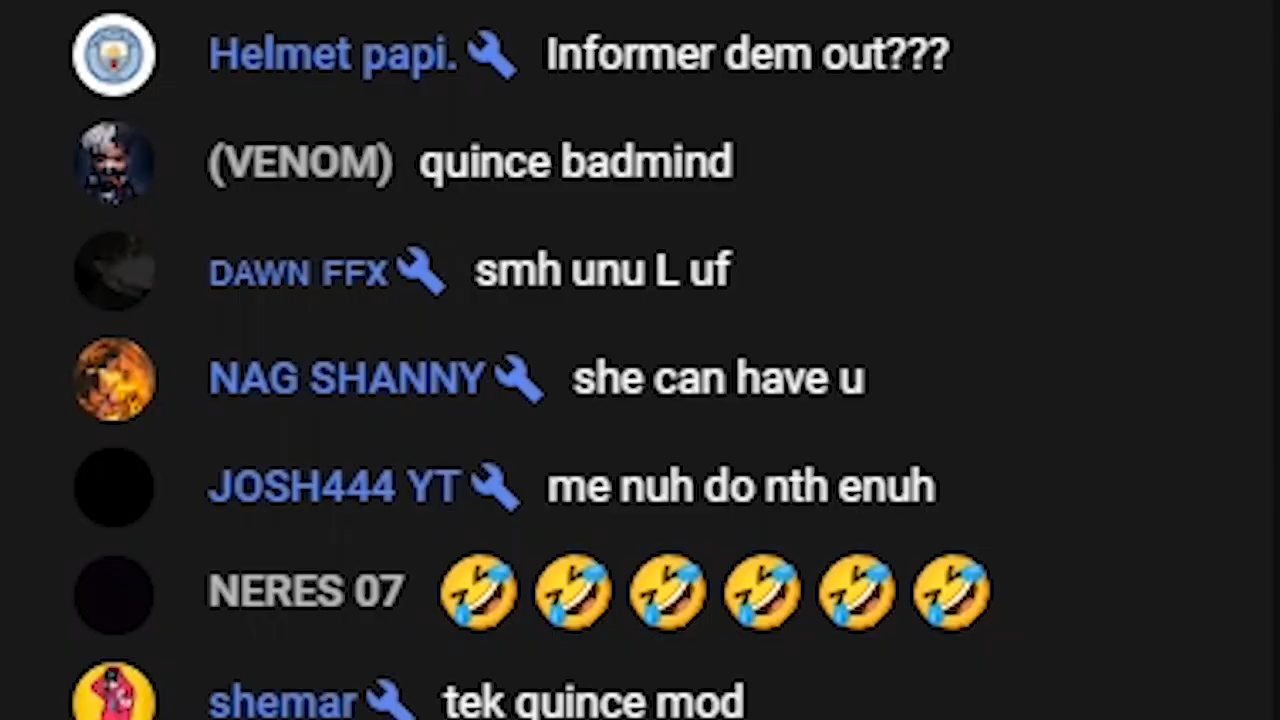 Helmet papi. Informer dem out???
(VENOM) quince badmind
DAWN FFX smh unu L uf
NAG SHANNY she can have u
JOSH444 YT me nuh do nth enuh
NERES 07 🤣🤣🤣🤣🤣🤣
shemar tek quince mod